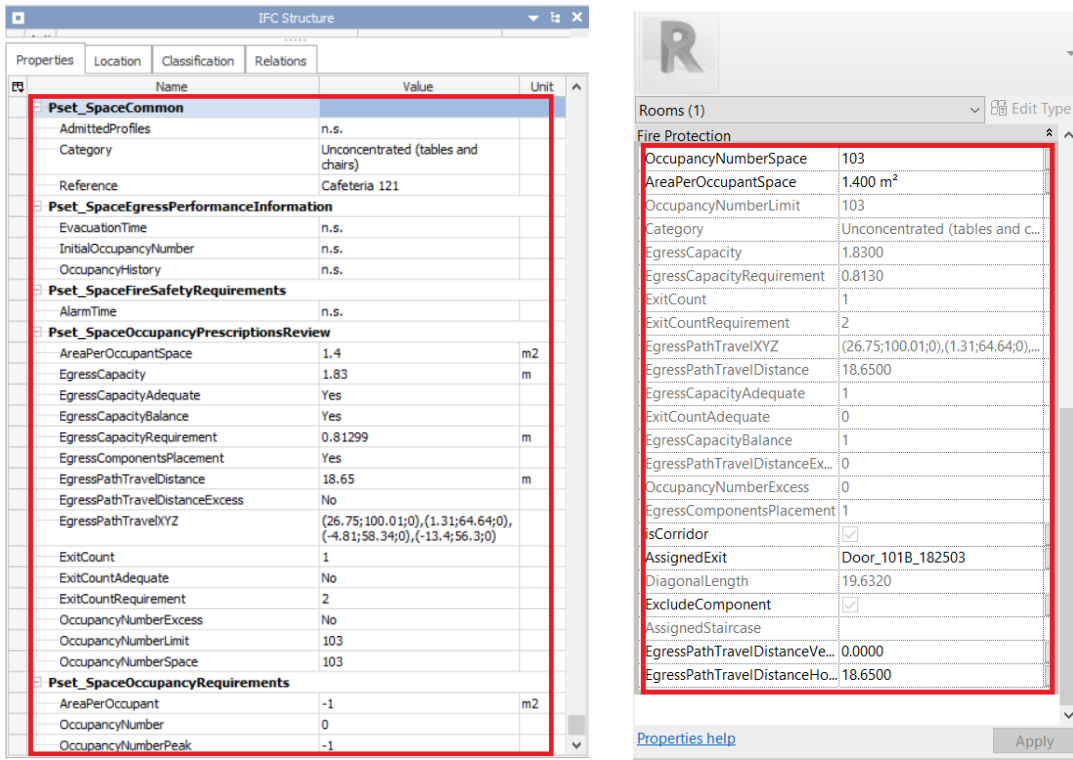 IFC Structure
Properties Location Classification Relations
Name Value Unit
Pset_SpaceCommon
AdmittedProfiles n.s.
Category Unconcentrated (tables and
chairs)
Reference Cafeteria 121
Pset_SpaceEgressPerformanceInformation
EvacuationTime n.s.
InitialOccupancyNumber n.s.
OccupancyHistory n.s.
Pset_SpaceFireSafetyRequirements
AlarmTime n.s.
Pset_SpaceOccupancyPrescriptionsReview
AreaPerOccupantSpace 1.4 m2
EgressCapacity 1.83 m
EgressCapacityAdequate Yes
EgressCapacityBalance Yes
EgressCapacityRequirement 0.81299 m
EgressComponentsPlacement Yes
EgressPathTravelDistance 18.65 m
EgressPathTravelDistanceExcess No
EgressPathTravelXYZ (26.75;100.01;0),(1.31;64.64;0),
(-4.81;58.34;0),(-13.4;56.3;0)
ExitCount 1
ExitCountAdequate No
ExitCountRequirement 2
OccupancyNumberExcess No
OccupancyNumberLimit 103
OccupancyNumberSpace 103
Pset_SpaceOccupancyRequirements
AreaPerOccupant -1 m2
OccupancyNumber 0
OccupancyNumberPeak -1
R
Rooms (1) Edit Type
Fire Protection
OccupancyNumberSpace 103
AreaPerOccupantSpace 1.400 m²
OccupancyNumberLimit 103
Category Unconcentrated (tables and c...
EgressCapacity 1.8300
EgressCapacityRequirement 0.8130
ExitCount 1
ExitCountRequirement 2
EgressPathTravelXYZ (26.75;100.01;0),(1.31;64.64;0),...
EgressPathTravelDistance 18.6500
EgressCapacityAdequate 1
ExitCountAdequate 0
EgressCapacityBalance 1
EgressPathTravelDistanceEx... 0
OccupancyNumberExcess 0
EgressComponentsPlacement 1
isCorridor
AssignedExit Door_101B_182503
DiagonalLength 19.6320
ExcludeComponent
AssignedStaircase
EgressPathTravelDistanceVe... 0.0000
EgressPathTravelDistanceHo... 18.6500
Properties help Apply